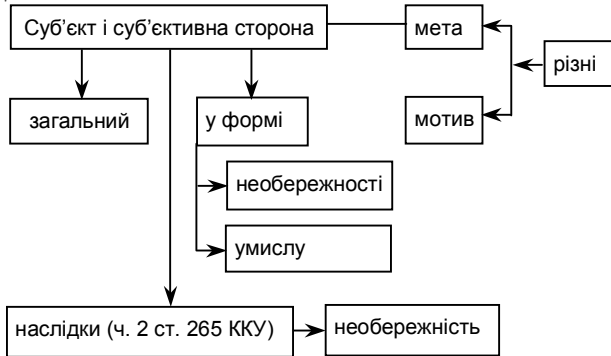 Суб'єкт і суб'єктивна сторона
мета
різні
мотив
загальний
у формі
необережності
умислу
наслідки (ч. 2 ст. 265 ККУ)
необережність